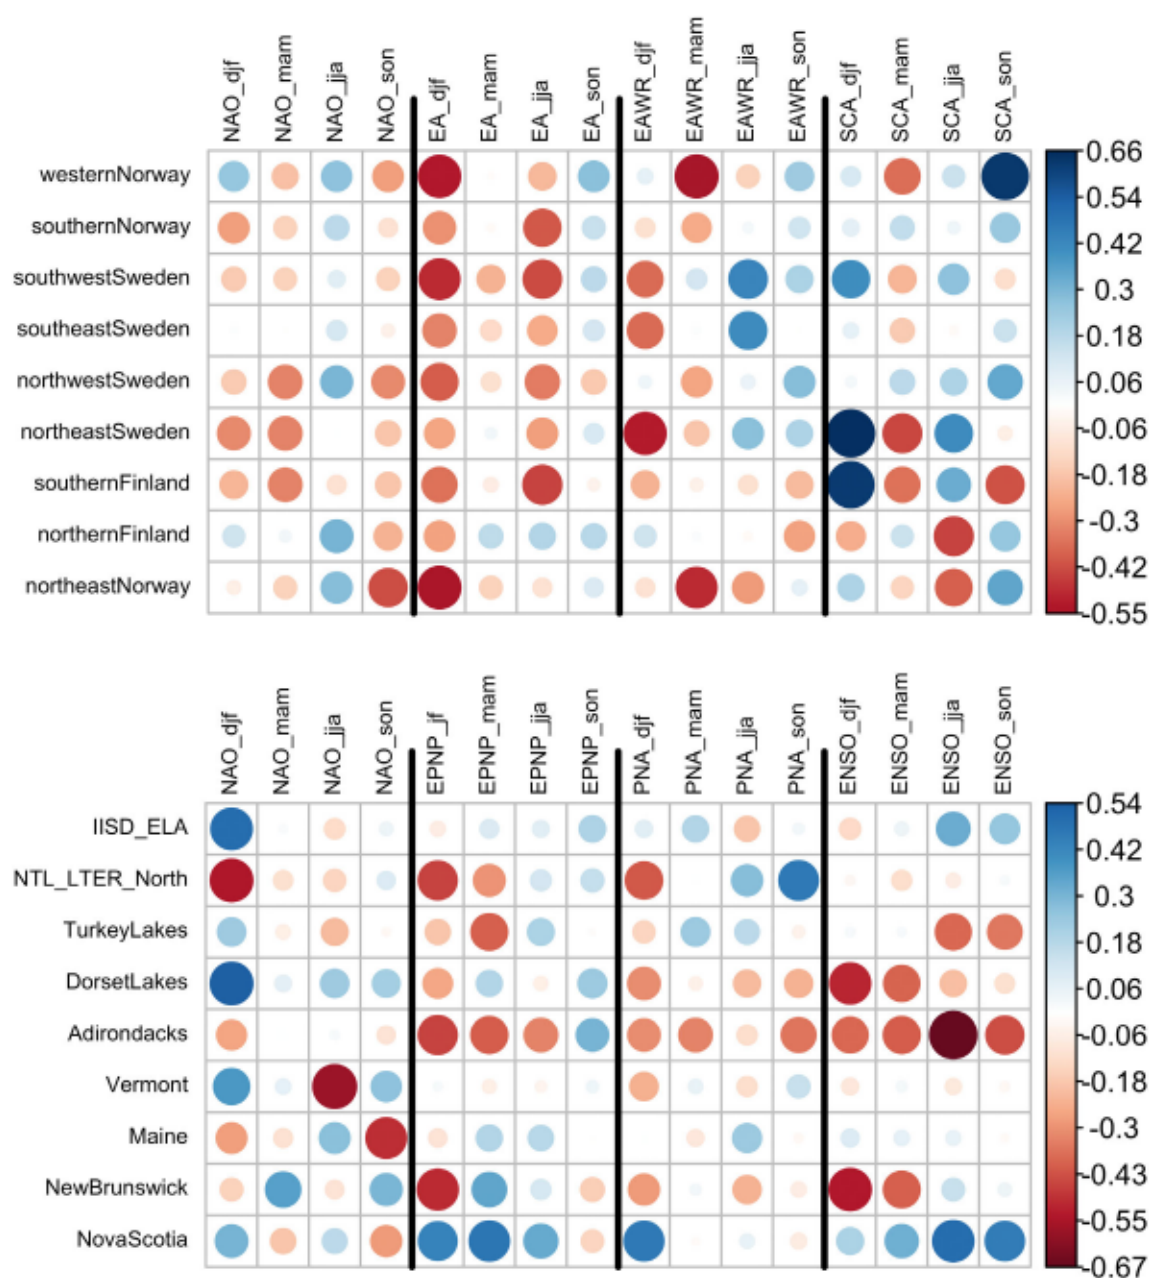 NAO_djf NAO_mam NAO_jja NAO_son EA_djf EA_mam EA_jja EA_son EAWR_djf EAWR_mam EAWR_jja EAWR_son SCA_djf SCA_mam SCA_jja SCA_son
westernNorway
southernNorway
southwestSweden
southeastSweden
northwestSweden
northeastSweden
southernFinland
northernFinland
northeastNorway
0.66
0.54
0.42
0.3
0.18
0.06
-0.06
-0.18
-0.3
-0.42
-0.55
NAO_djf NAO_mam NAO_jja NAO_son EPNP_jf EPNP_mam EPNP_jja EPNP_son PNA_djf PNA_mam PNA_jja PNA_son ENSO_djf ENSO_mam ENSO_jja ENSO_son
IISD_ELA
NTL_LTER_North
TurkeyLakes
DorsetLakes
Adirondacks
Vermont
Maine
NewBrunswick
NovaScotia
0.54
0.42
0.3
0.18
0.06
-0.06
-0.18
-0.3
-0.43
-0.55
-0.67